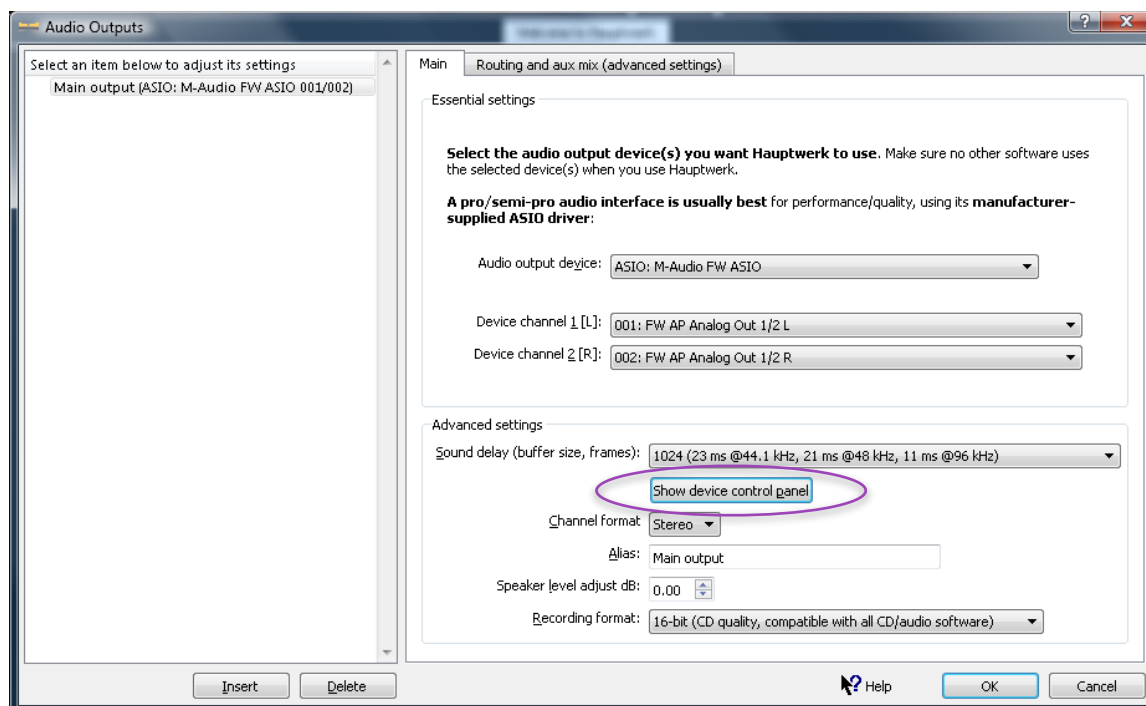 Audio Outputs
Select an item below to adjust its settings
Main output (ASIO: M-Audio FW ASIO 001/002)
Main
Routing and aux mix (advanced settings)
Essential settings
Select the audio output device(s) you want Hauptwerk to use. Make sure no other software uses
the selected device(s) when you use Hauptwerk.
A pro/semi-pro audio interface is usually best for performance/quality, using its manufacturer-
supplied ASIO driver:
Audio output device: ASIO: M-Audio FW ASIO
Device channel 1 [L]: 001: FW AP Analog Out 1/2 L
Device channel 2 [R]: 002: FW AP Analog Out 1/2 R
Advanced settings
Sound delay (buffer size, frames): 1024 (23 ms @44.1 kHz, 21 ms @48 kHz, 11 ms @96 kHz)
Show device control panel
Channel format Stereo
Alias: Main output
Speaker level adjust dB: 0.00
Recording format: 16-bit (CD quality, compatible with all CD/audio software)
Insert Delete ? Help OK Cancel